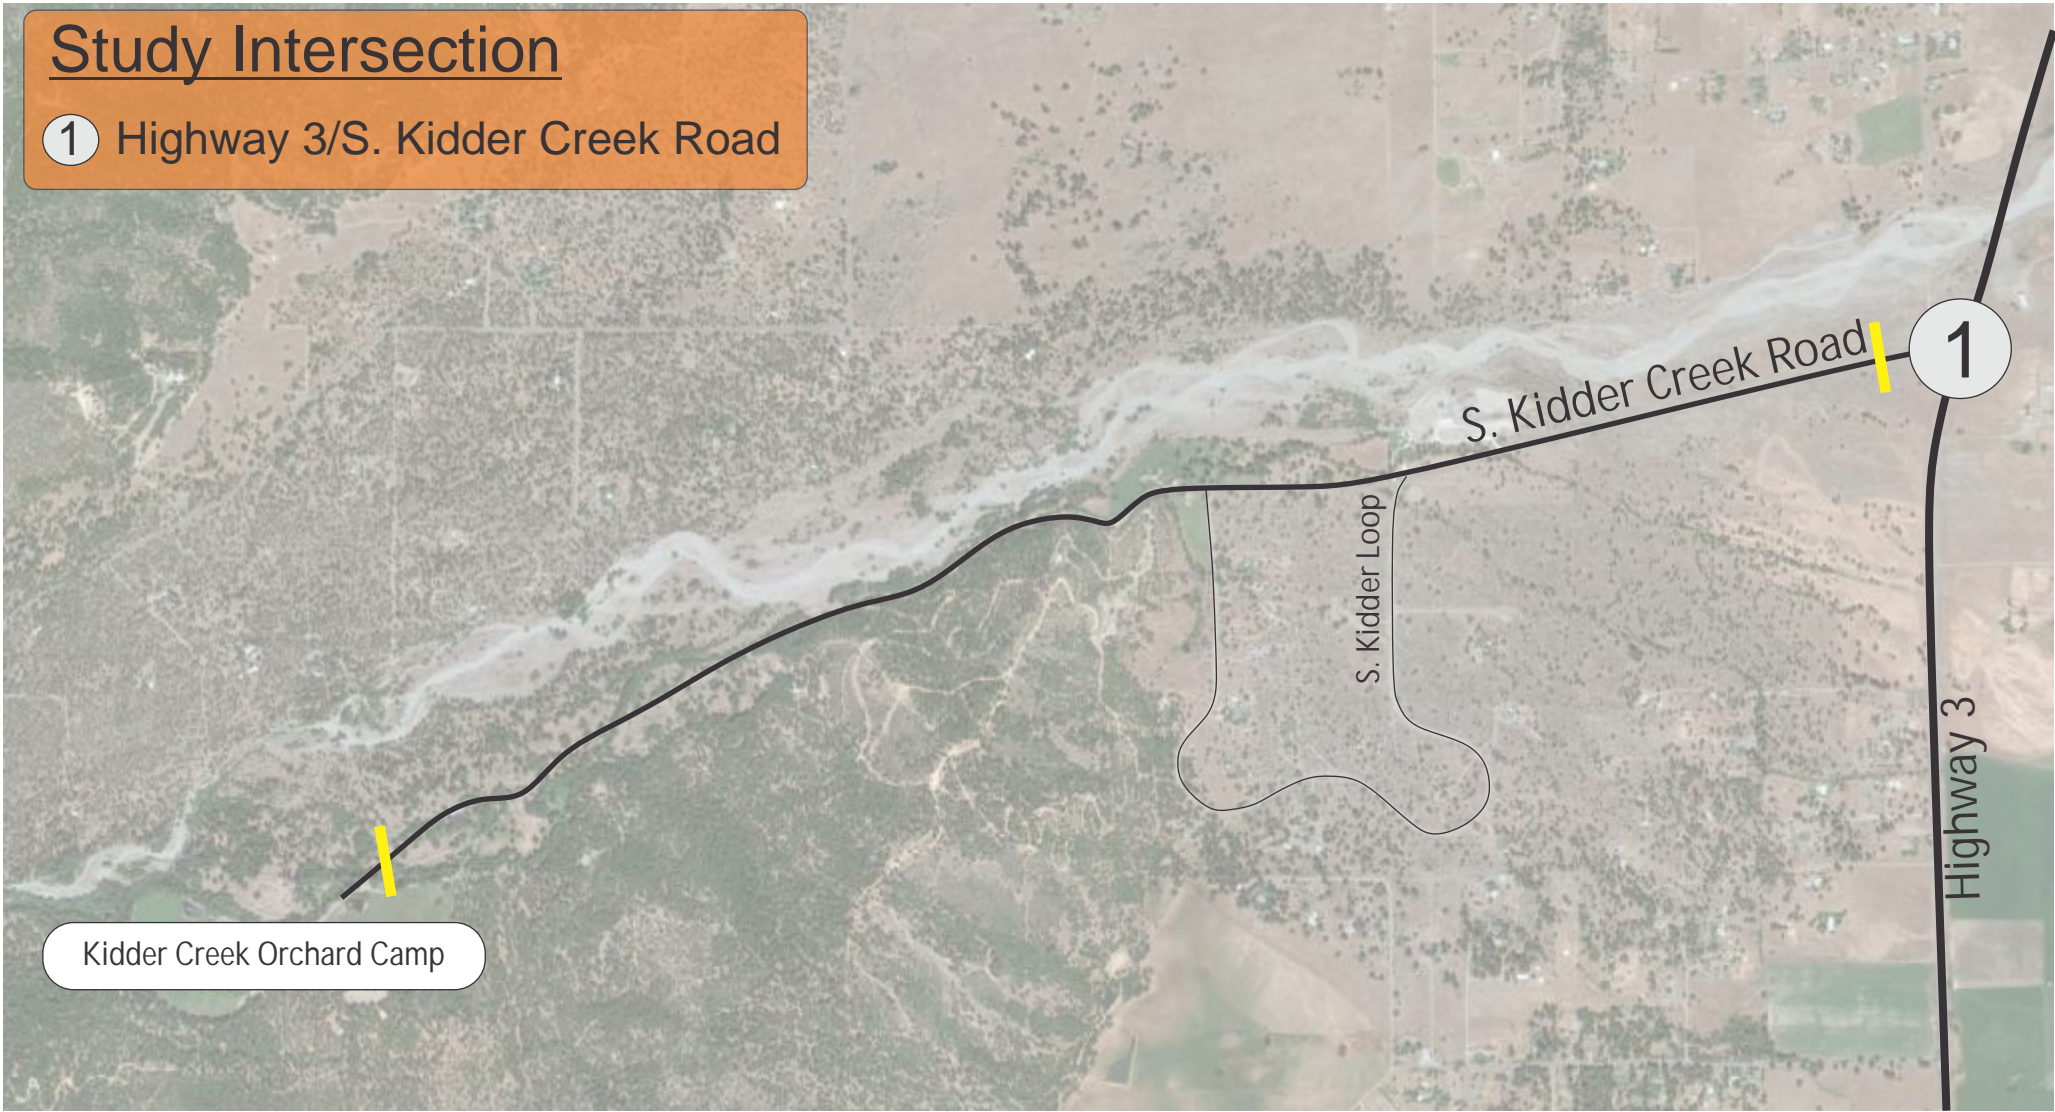 Study Intersection
1 Highway 3/S. Kidder Creek Road
S. Kidder Creek Road
1
S. Kidder Loop
Highway 3
Kidder Creek Orchard Camp